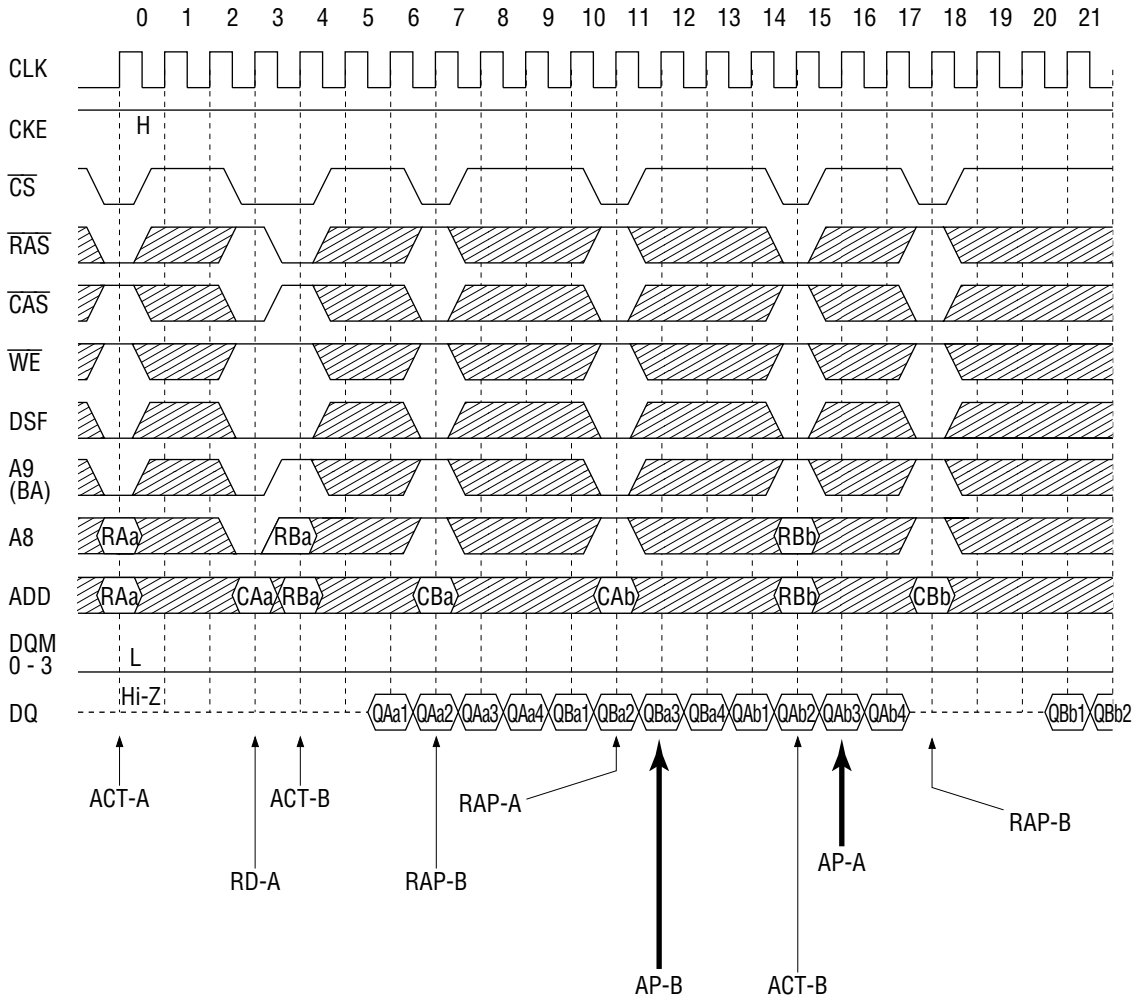 0 1 2 3 4 5 6 7 8 9 10 11 12 13 14 15 16 17 18 19 20 21
CLK
CKE H
CS
RAS
CAS
WE
DSF
A9
(BA)
A8 RAa RBa RBb
ADD RAa CAa RBa CBa CAb RBb CBb
DQM
0 - 3 L
Hi-Z
DQ QAa1 QAa2 QAa3 QAa4 QBa1 QBa2 QBa3 QBa4 QAb1 QAb2 QAb3 QAb4 QBb1 QBb2
ACT-A ACT-B RAP-A RAP-B
RD-A RAP-B AP-A
AP-B ACT-B